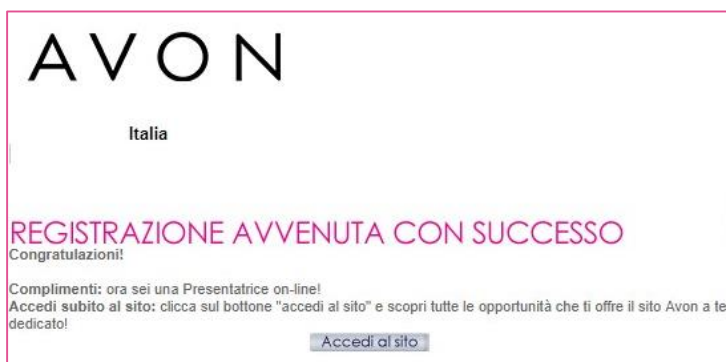 AVON
Italia
REGISTRAZIONE AVVENUTA CON SUCCESSO
Congratulazioni!
Complimenti: ora sei una Presentatrice on-line!
Accedi subito al sito: clicca sul bottone "accedi al sito" e scopri tutte le opportunità che ti offre il sito Avon a te
dedicato!
Accedi al sito